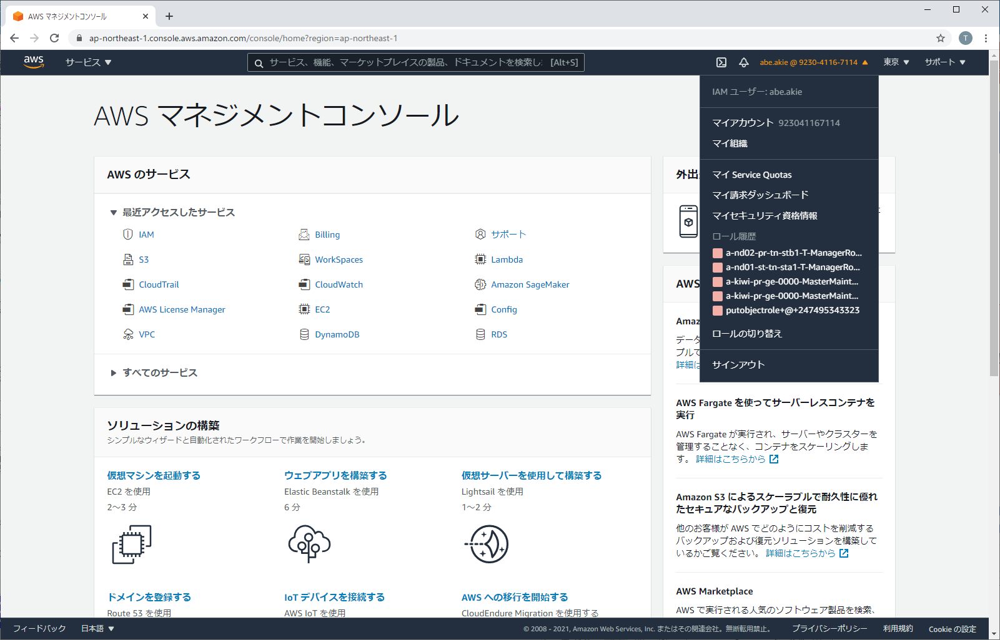 AWS マネジメントコンソール
ap-northeast-1.console.aws.amazon.com/console/home?region=ap-northeast-1
T
aws
サービス
サービス、機能、マーケットプレイスの製品、ドキュメントを検索し
[Alt+S]
abe.akie @ 9230-4116-7114
東京
サポート
IAM ユーザー: abe.akie
マイアカウント 923041167114
マイ組織
マイ Service Quotas
マイ請求ダッシュボード
マイセキュリティ資格情報
ロール履歴
a-nd02-pr-tn-stb1-T-ManagerRo...
a-nd01-st-tn-sta1-T-ManagerRo...
a-kiwi-pr-ge-0000-MasterMaint...
a-kiwi-pr-ge-0000-MasterMaint...
putobjectrole+@+247495343323
ロールの切り替え
サインアウト
AWS マネジメントコンソール
AWS のサービス
最近アクセスしたサービス
IAM
Billing
サポート
S3
WorkSpaces
Lambda
CloudTrail
CloudWatch
Amazon SageMaker
AWS License Manager
EC2
Config
VPC
DynamoDB
RDS
すべてのサービス
ソリューションの構築
シンプルなウィザードと自動化されたワークフローで作業を開始しましょう。
仮想マシンを起動する
EC2 を使用
2～3 分
ウェブアプリを構築する
Elastic Beanstalk を使用
6 分
仮想サーバーを使用して構築する
Lightsail を使用
1～2 分
ドメインを登録する
Route 53 を使用
IoT デバイスを接続する
AWS IoT を使用
AWS への移行を開始する
CloudEndure Migration を使用する
外出
AWS
Amaz
データ
プルで
詳細は
AWS Fargate を使ってサーバーレスコンテナを
実行
AWS Fargate が実行され、サーバーやクラスターを
管理することなく、コンテナをスケーリングしま
す。 詳細はこちらから
Amazon S3 によるスケーラブルで耐久性に優れ
たセキュアなバックアップと復元
他のお客様が AWS でどのようにコストを削減する
バックアップおよび復元ソリューションを構築して
いるかご覧ください。 詳細はこちらから
AWS Marketplace
AWS で実行される人気のソフトウェア製品を検索、
フィードバック
日本語
© 2008 - 2021, Amazon Web Services, Inc. またはその関連会社。無断転用禁止。
プライバシーポリシー
利用規約
Cookie の設定